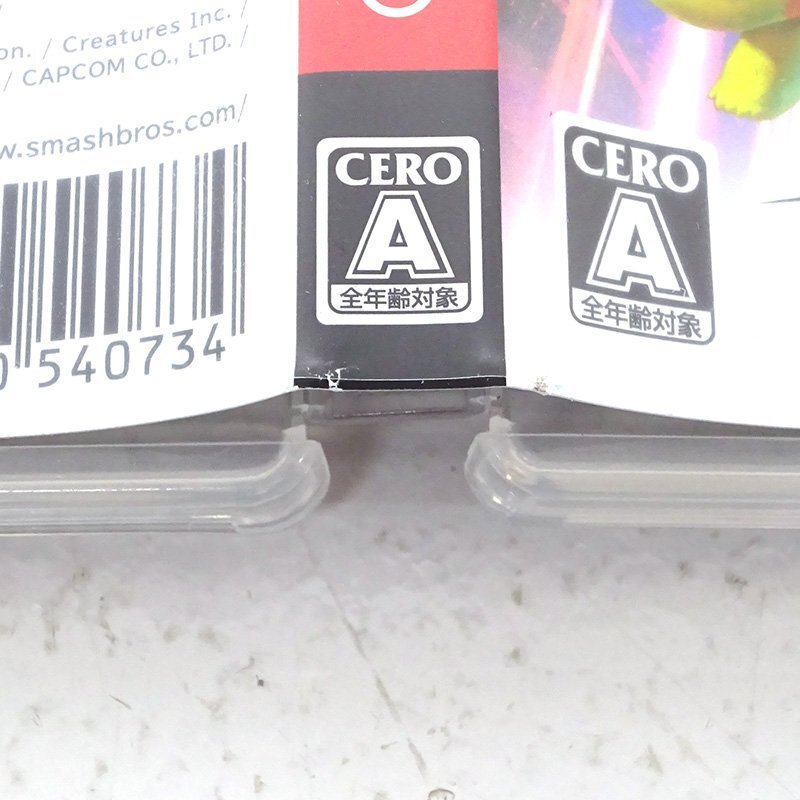 on. / Creatures Inc. /
/ CAPCOM CO., LTD. /
w.smashbros.com/
540734
CERO
A
全年齢対象
CERO
A
全年齢対象